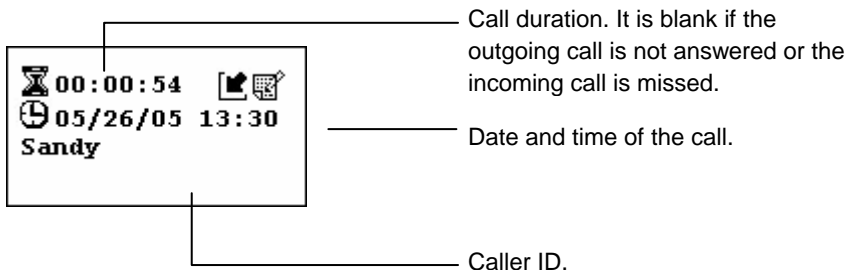 Call duration. It is blank if the
outgoing call is not answered or the
incoming call is missed.
00:00:54
05/26/05 13:30
Sandy
Date and time of the call.
Caller ID.